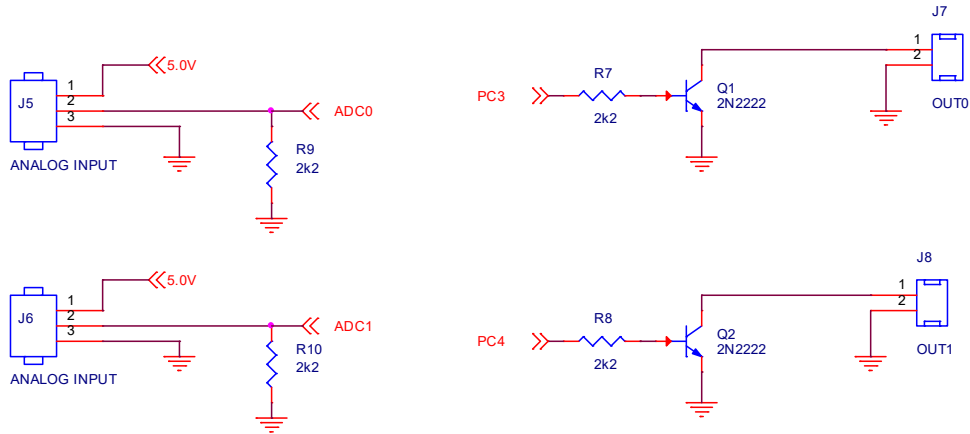 J5
1
2
3
5.0V
ADC0
R9
2k2
ANALOG INPUT
PC3
R7
2k2
Q1
2N2222
J7
1
2
OUT0
J6
1
2
3
5.0V
ADC1
R10
2k2
ANALOG INPUT
PC4
R8
2k2
Q2
2N2222
J8
1
2
OUT1